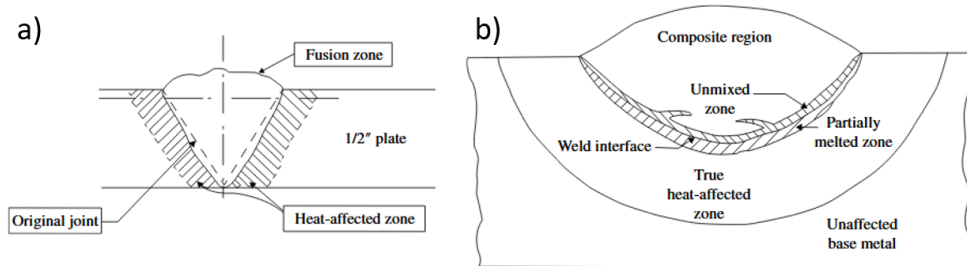 a)
Fusion zone
1/2″ plate
Original joint
Heat-affected zone
b)
Composite region
Unmixed
zone
Partially
melted zone
Weld interface
True
heat-affected
zone
Unaffected
base metal